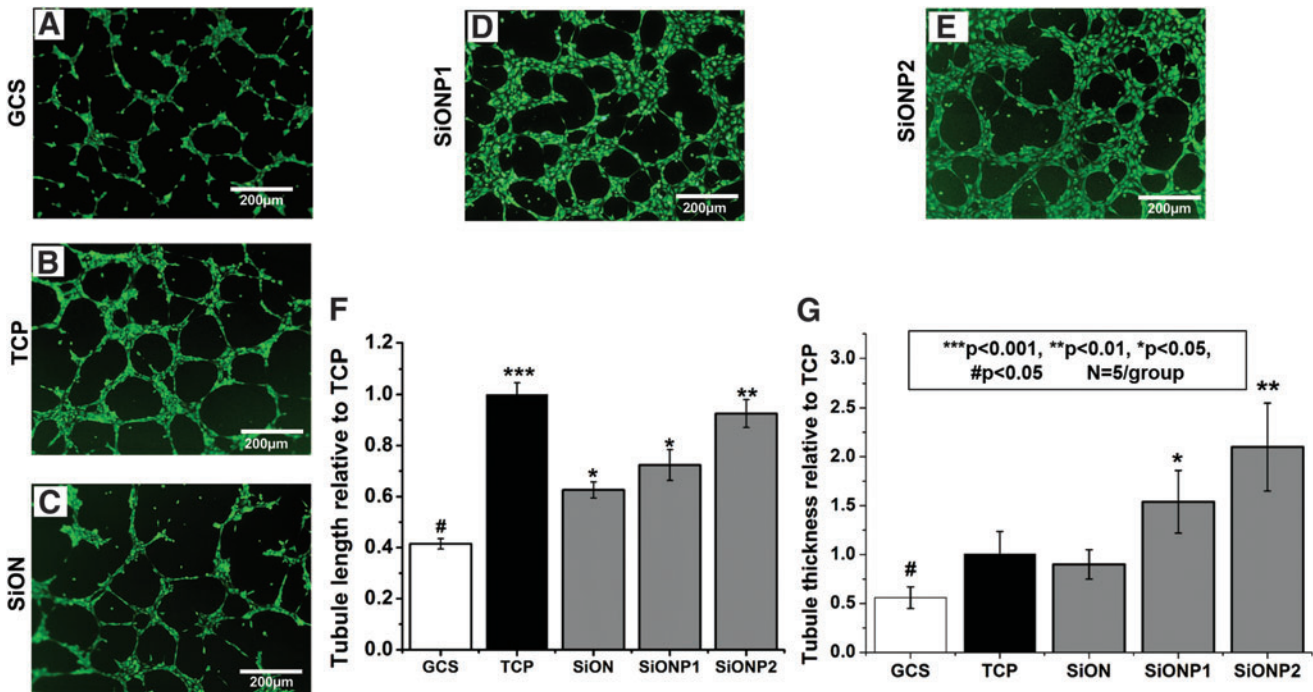 A
GCS
200µm
B
TCP
200µm
C
SiON
200µm
D
SiONP1
200µm
E
SiONP2
200µm
F
Tubule length relative to TCP
1.2
1.0
0.8
0.6
0.4
0.2
0.0
#
***
*
*
**
GCS TCP SiON SiONP1 SiONP2
G
Tubule thickness relative to TCP
***p<0.001, **p<0.01, *p<0.05,
#p<0.05 N=5/group
3.0
2.5
2.0
1.5
1.0
0.5
0.0
#
*
**
GCS TCP SiON SiONP1 SiONP2